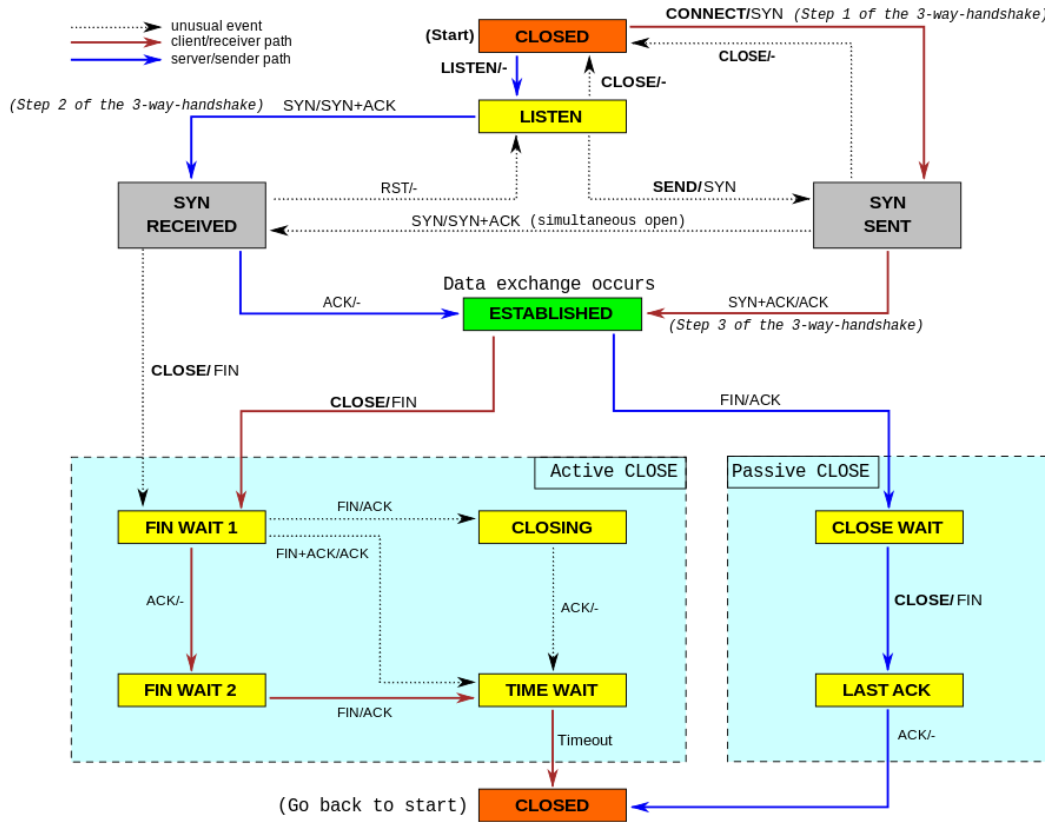 unusual event
client/receiver path
server/sender path
(Start)
CLOSED
CONNECT/SYN (Step 1 of the 3-way-handshake)
CLOSE/-
LISTEN/-
CLOSE/-
(Step 2 of the 3-way-handshake)
SYN/SYN+ACK
LISTEN
RST/-
SEND/SYN
SYN
RECEIVED
SYN
SENT
SYN/SYN+ACK (simultaneous open)
Data exchange occurs
ACK/-
ESTABLISHED
SYN+ACK/ACK
(Step 3 of the 3-way-handshake)
CLOSE/FIN
CLOSE/FIN
FIN/ACK
Active CLOSE
Passive CLOSE
FIN WAIT 1
FIN/ACK
CLOSING
CLOSE WAIT
FIN+ACK/ACK
ACK/-
ACK/-
CLOSE/FIN
FIN WAIT 2
FIN/ACK
TIME WAIT
LAST ACK
Timeout
ACK/-
(Go back to start)
CLOSED